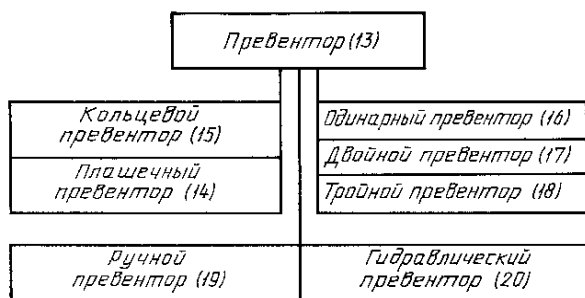 Превентор (13)
Кольцевой
превентор (15)
Плашечный
превентор (14)
Одинарный превентор (16)
Двойной превентор (17)
Тройной превентор (18)
Ручной
превентор (19)
Гидравлический
превентор (20)